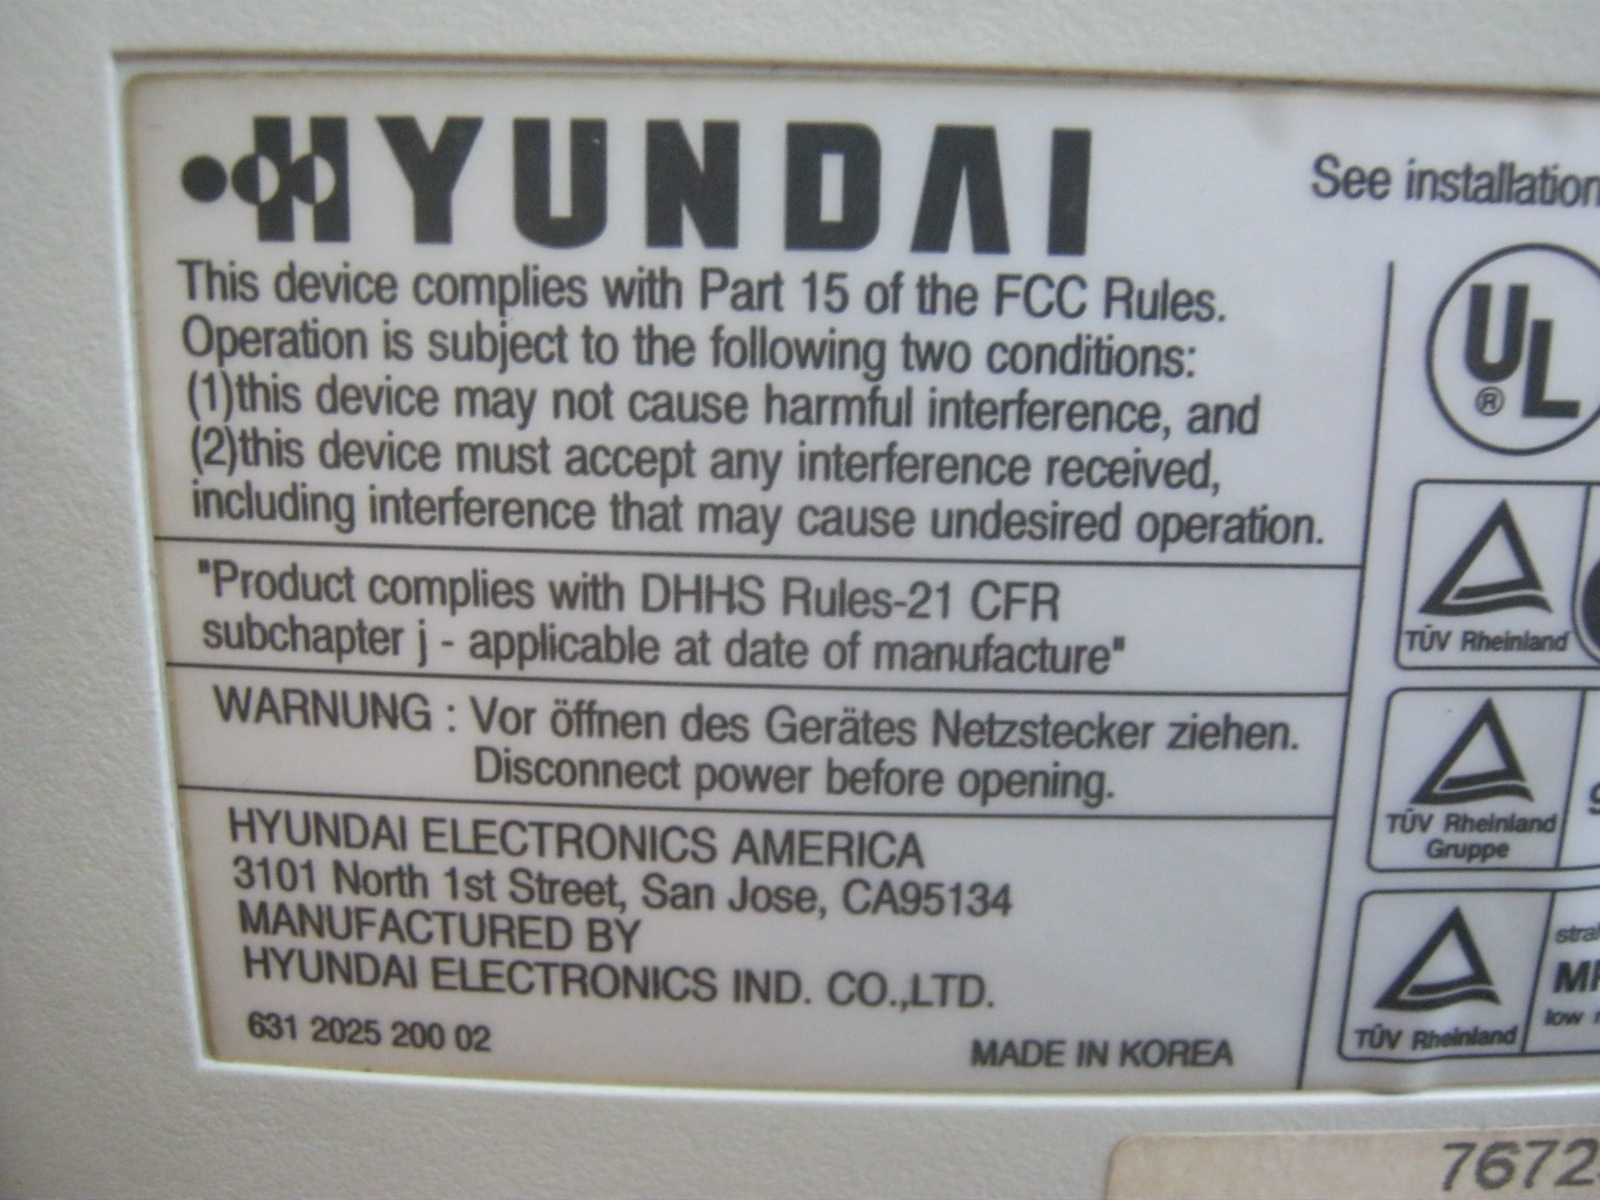 HYUNDAI
This device complies with Part 15 of the FCC Rules.
Operation is subject to the following two conditions:
(1)this device may not cause harmful interference, and
(2)this device must accept any interference received,
including interference that may cause undesired operation.
"Product complies with DHHS Rules-21 CFR
subchapter j - applicable at date of manufacture"
WARNUNG : Vor öffnen des Gerätes Netzstecker ziehen.
Disconnect power before opening.
HYUNDAI ELECTRONICS AMERICA
3101 North 1st Street, San Jose, CA95134
MANUFACTURED BY
HYUNDAI ELECTRONICS IND. CO.,LTD.
631 2025 200 02
MADE IN KOREA
See installation
UL
®
TÜV Rheinland
TÜV Rheinland
Gruppe
TÜV Rheinland
low
7672